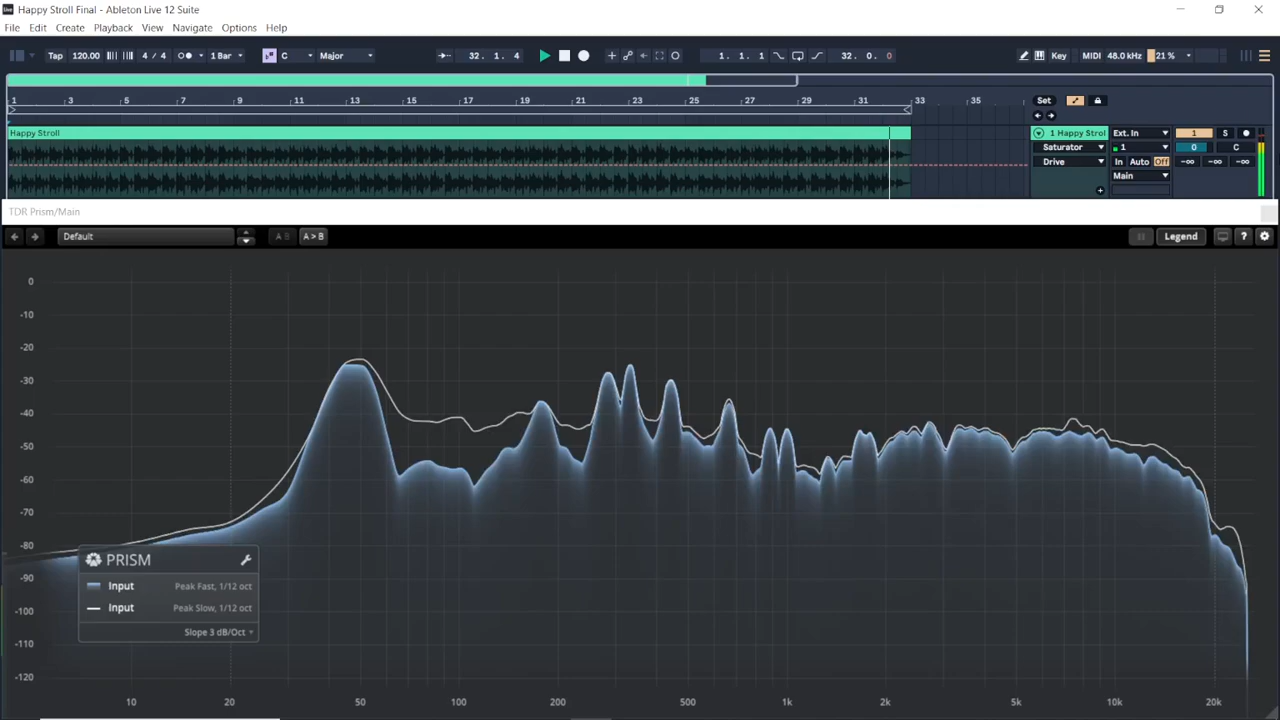 Happy Stroll Final - Ableton Live 12 Suite
File Edit Create Playback View Navigate Options Help
Tap 120.00 4 / 4 1 Bar C Major 32. 1. 4 1. 1. 1 32. 0. 0 Key MIDI 48.0 kHz 21 %
1 3 5 7 9 11 13 15 17 19 21 23 25 27 29 31 33 35 Set
Happy Stroll 1 Happy Strol Ext. In 1 S
Saturator 1 0 C
Drive In Auto Off -∞ -∞ -∞
Main
TDR Prism/Main
Default A B A > B Legend ?
0
-10
-20
-30
-40
-50
-60
-70
-80
-90
-100
-110
-120
PRISM
Input Peak Fast, 1/12 oct
Input Peak Slow, 1/12 oct
Slope 3 dB/Oct
10 20 50 100 200 500 1k 2k 5k 10k 20k